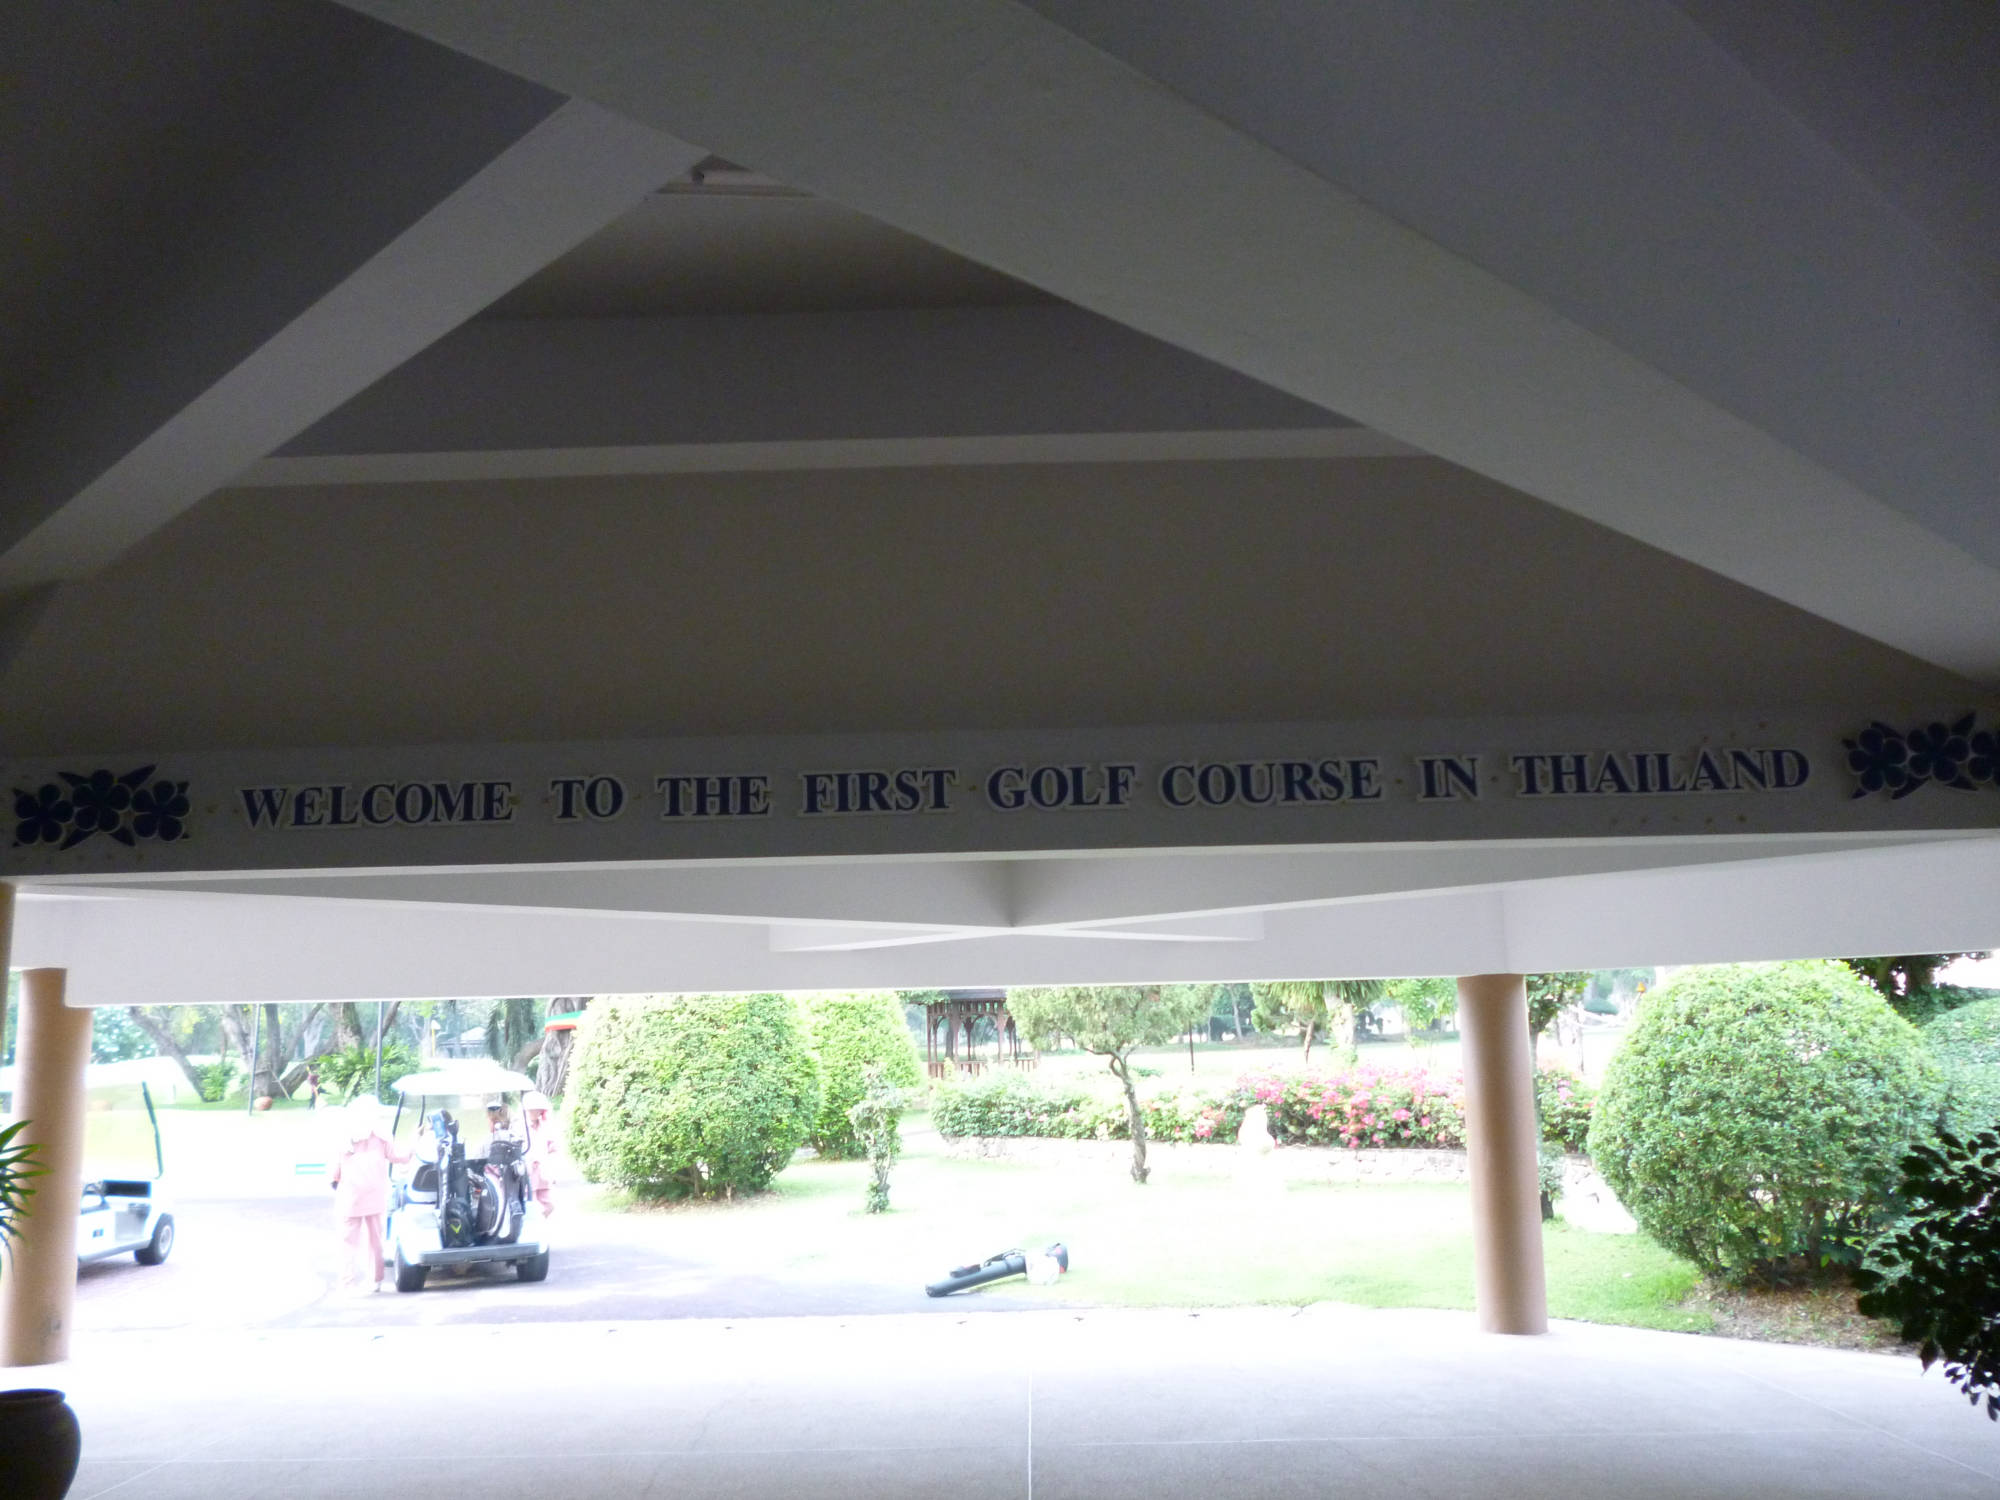 WELCOME TO THE FIRST GOLF COURSE IN THAILAND